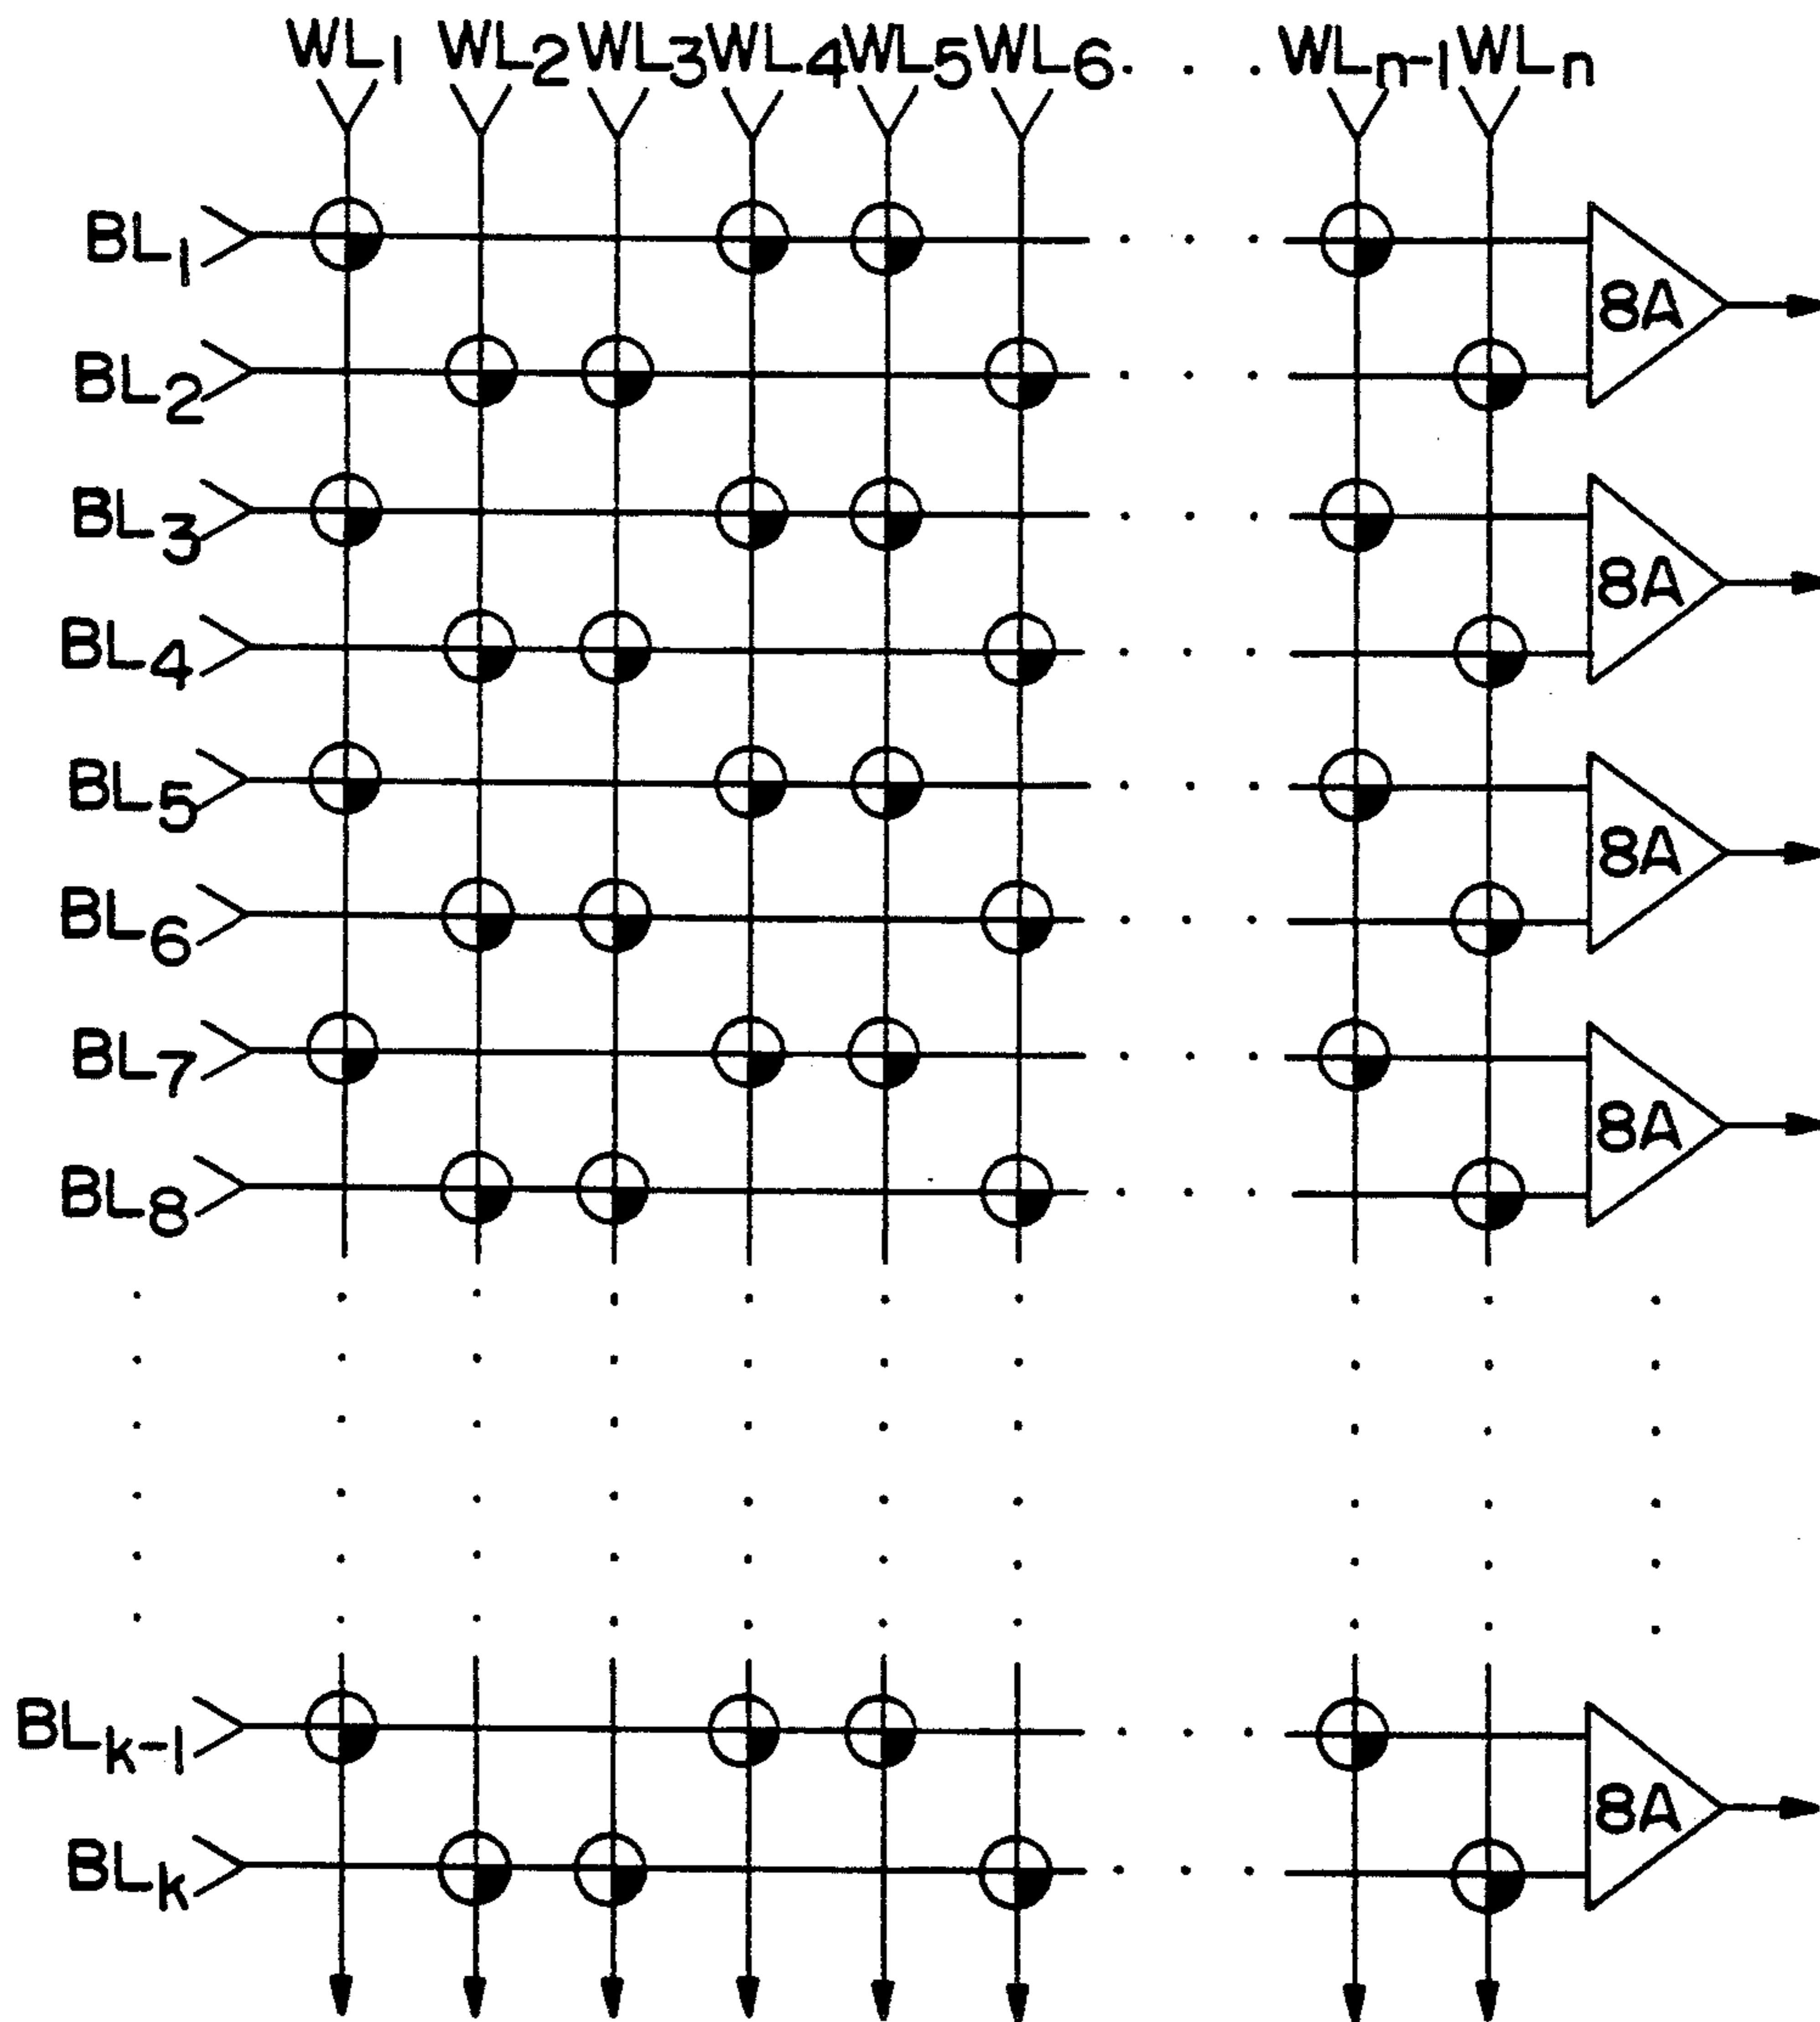 WL1 WL2 WL3 WL4 WL5 WL6 . . . WLn-1 WLn
BL1
8A
BL2
BL3
8A
BL4
BL5
8A
BL6
BL7
8A
BL8
BLk-1
8A
BLk